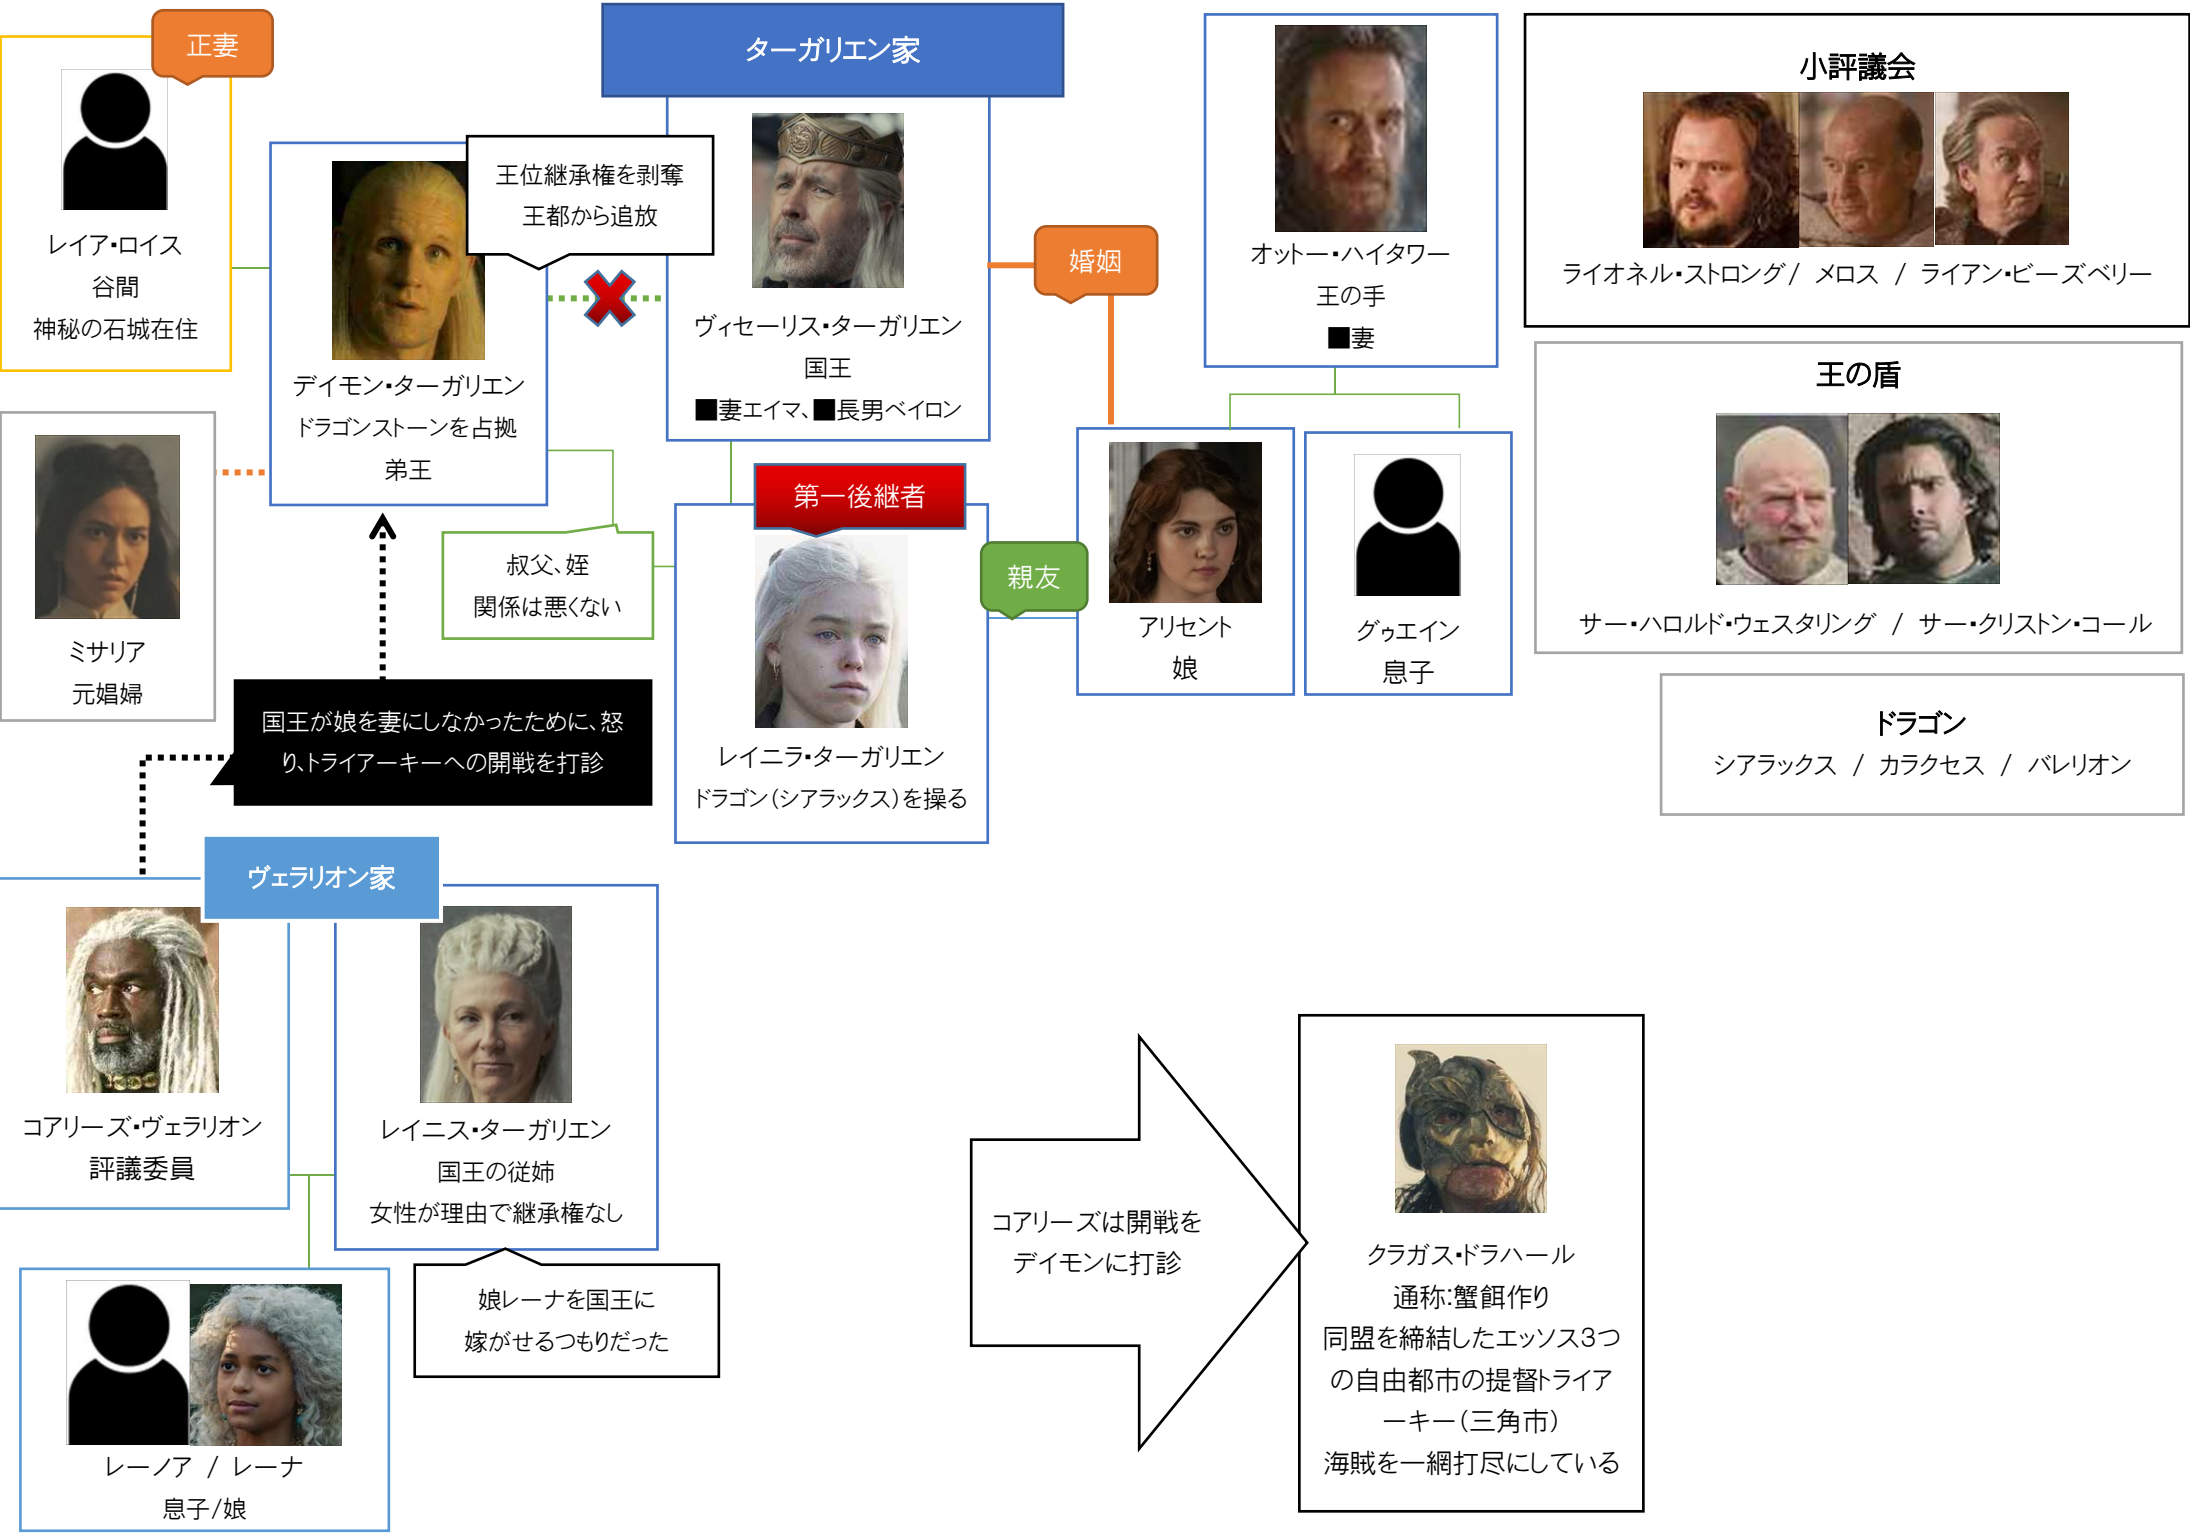 正妻
レイア・ロイス
谷間
神秘の石城在住
ターガリエン家
王位継承権を剥奪
王都から追放
デイモン・ターガリエン
ドラゴンストーンを占拠
弟王
ヴィセーリス・ターガリエン
国王
■妻エイマ、■長男ベイロン
婚姻
オットー・ハイタワー
王の手
■妻
小評議会
ライオネル・ストロング/ メロス / ライアン・ビーズベリー
王の盾
サー・ハロルド・ウェスタリング / サー・クリストン・コール
ドラゴン
シアラックス / カラクセス / バレリオン
ミサリア
元娼婦
叔父、姪
関係は悪くない
第一後継者
レイニラ・ターガリエン
ドラゴン(シアラックス)を操る
親友
アリセント
娘
グゥエイン
息子
国王が娘を妻にしなかったために、怒
り、トライアーキーへの開戦を打診
ヴェラリオン家
コアリーズ・ヴェラリオン
評議委員
レイニス・ターガリエン
国王の従姉
女性が理由で継承権なし
娘レーナを国王に
嫁がせるつもりだった
レーノア / レーナ
息子/娘
コアリーズは開戦を
デイモンに打診
クラガス・ドラハール
通称:蟹餌作り
同盟を締結したエッソス3つ
の自由都市の提督トライア
ーキー(三角市)
海賊を一網打尽にしている